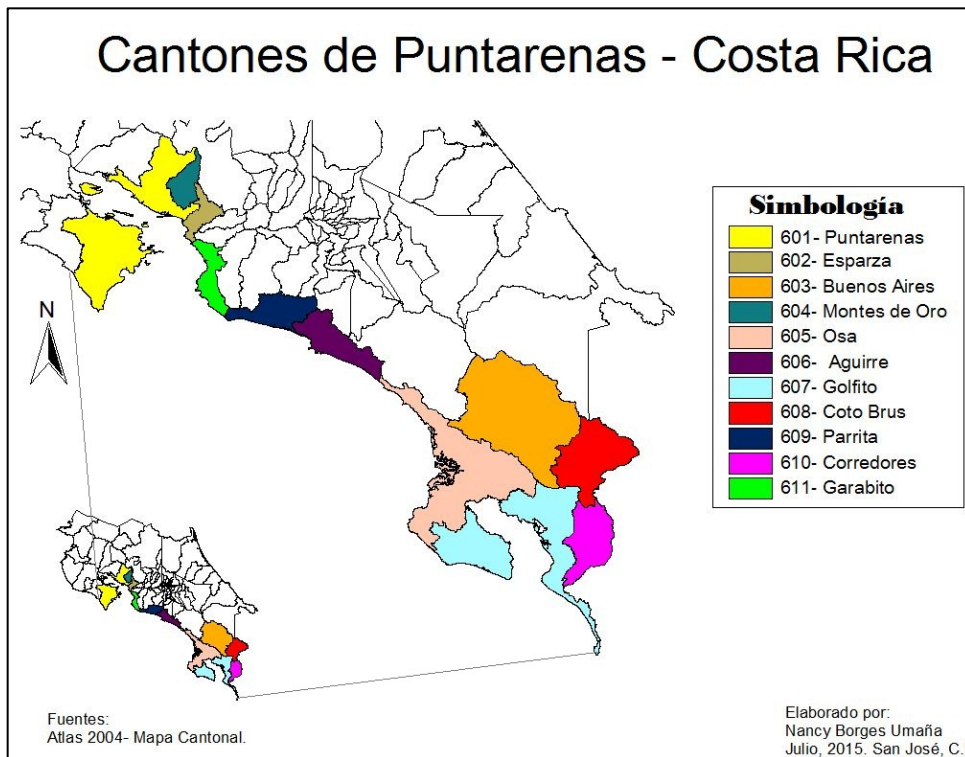 Cantones de Puntarenas - Costa Rica
N
Simbología
601- Puntarenas
602- Esparza
603- Buenos Aires
604- Montes de Oro
605- Osa
606- Aguirre
607- Golfito
608- Coto Brus
609- Parrita
610- Corredores
611- Garabito
Fuentes:
Atlas 2004- Mapa Cantonal.
Elaborado por:
Nancy Borges Umaña
Julio, 2015. San José, C.